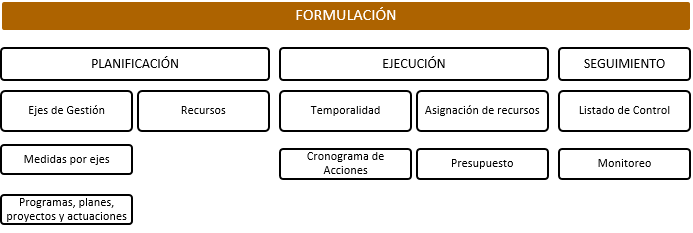 FORMULACIÓN
PLANIFICACIÓN
EJECUCIÓN
SEGUIMIENTO
Ejes de Gestión
Recursos
Temporalidad
Asignación de recursos
Listado de Control
Medidas por ejes
Cronograma de
Acciones
Presupuesto
Monitoreo
Programas, planes,
proyectos y actuaciones